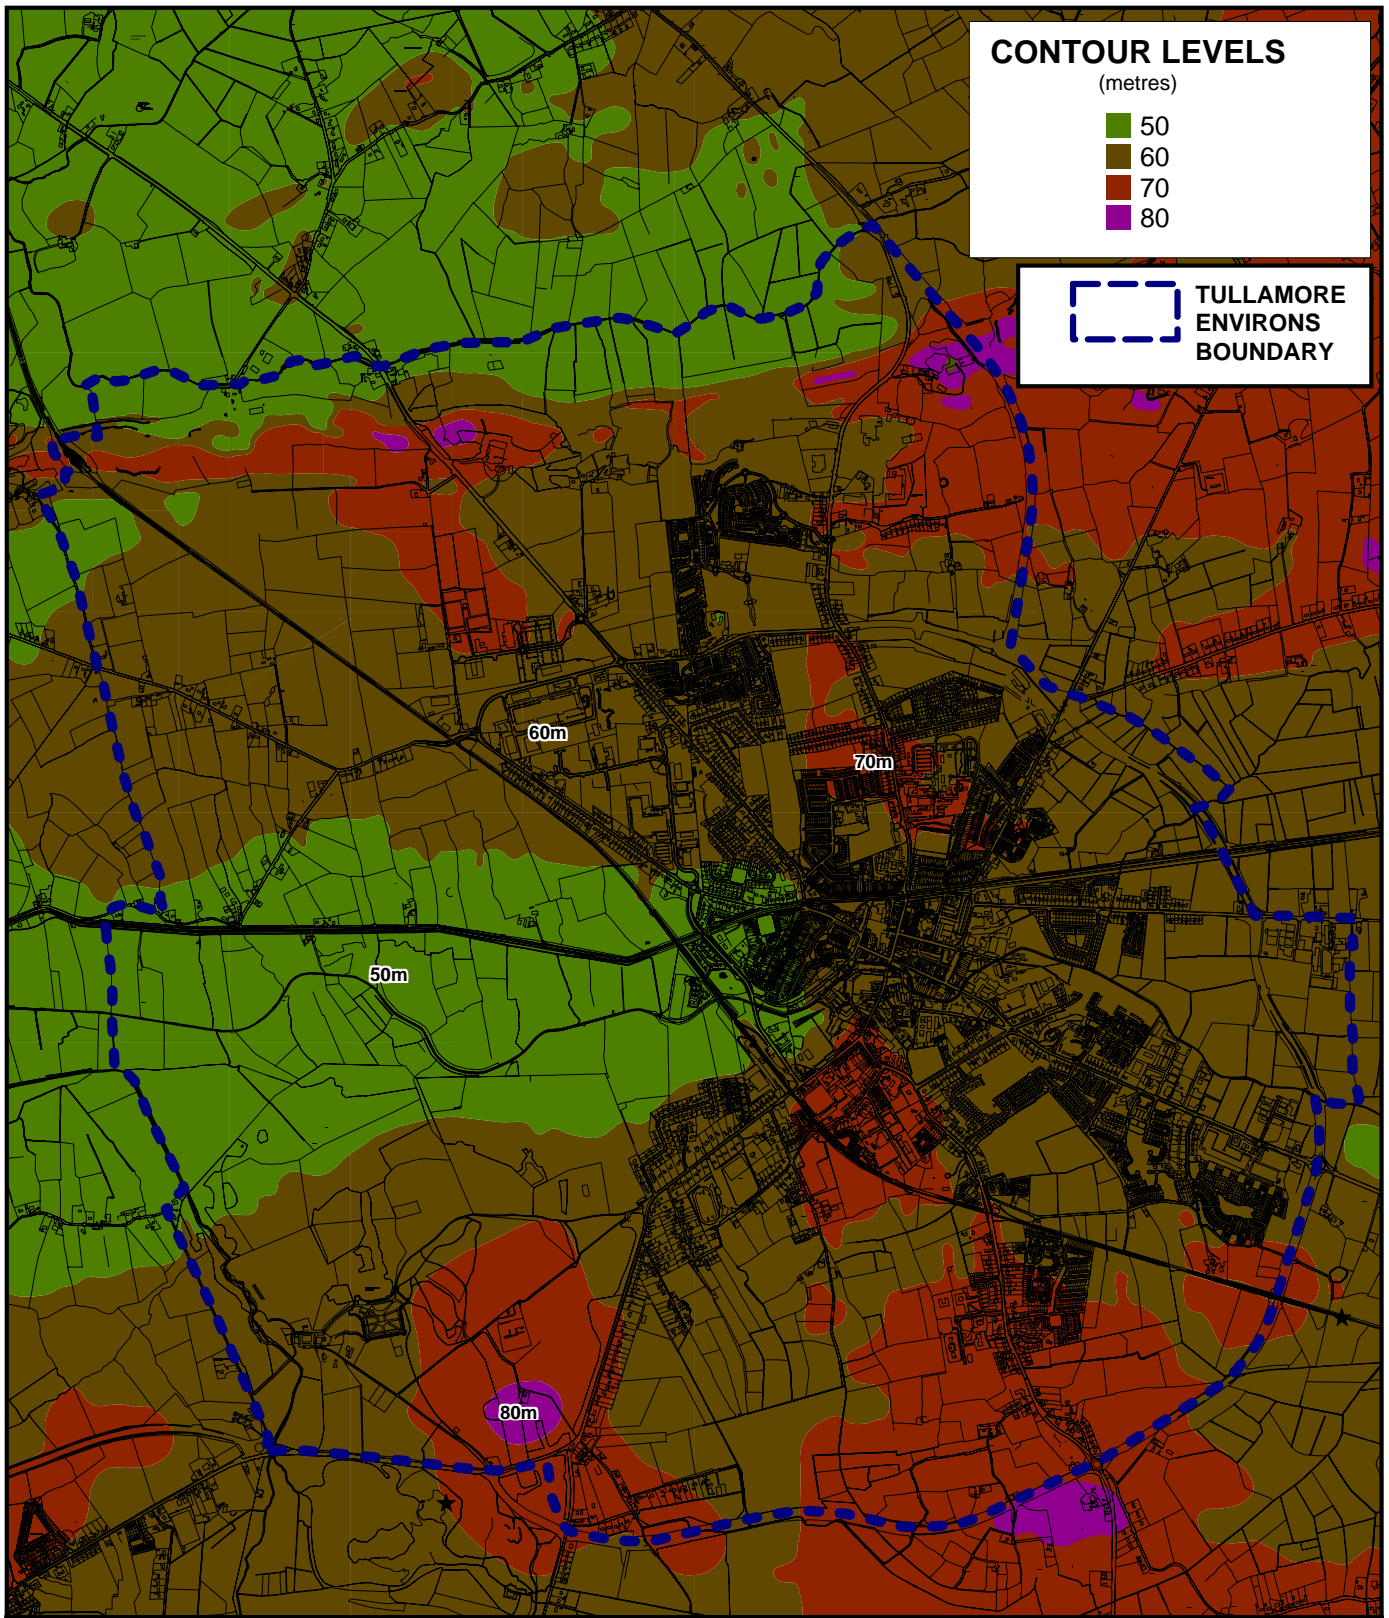 CONTOUR LEVELS
(metres)
50
60
70
80
TULLAMORE
ENVIRONS
BOUNDARY
60m
70m
50m
80m